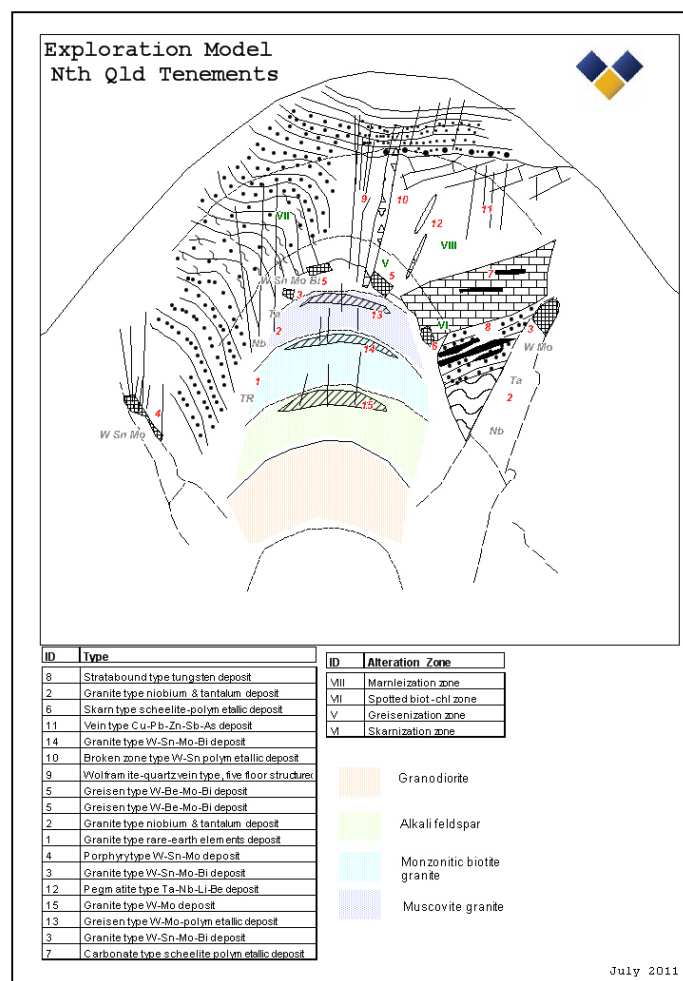 Exploration Model
Nth Qld Tenements
9
10
11
12
VII
VIII
V
5
7
W Sn Mo Bi
5
3
13
Ta
2
VI
8
3
6
Nb
14
W Mo
1
Ta
TR
2
15
4
W Sn Mo
Nb
ID Type
8 Stratabound type tungsten deposit
2 Granite type niobium & tantalum deposit
6 Skarn type scheelite-polymetallic deposit
11 Vein type Cu-Pb-Zn-Sb-As deposit
14 Granite type W-Sn-Mo-Bi deposit
10 Broken zone type W-Sn polymetallic deposit
9 Wolframite-quartz vein type, five floor structure
5 Greisen type W-Be-Mo-Bi deposit
5 Greisen type W-Be-Mo-Bi deposit
2 Granite type niobium & tantalum deposit
1 Granite type rare-earth elements deposit
4 Porphyry type W-Sn-Mo deposit
3 Granite type W-Sn-Mo-Bi deposit
12 Pegmatite type Ta-Nb-Li-Be deposit
15 Granite type W-Mo deposit
13 Greisen type W-Mo-polymetallic deposit
3 Granite type W-Sn-Mo-Bi deposit
7 Carbonate type scheelite polymetallic deposit
ID Alteration Zone
VIII Marnleization zone
VII Spotted biot-chl zone
V Greisenization zone
VI Skarnization zone
Granodiorite
Alkali feldspar
Monzonitic biotite
granite
Muscovite granite
July 2011